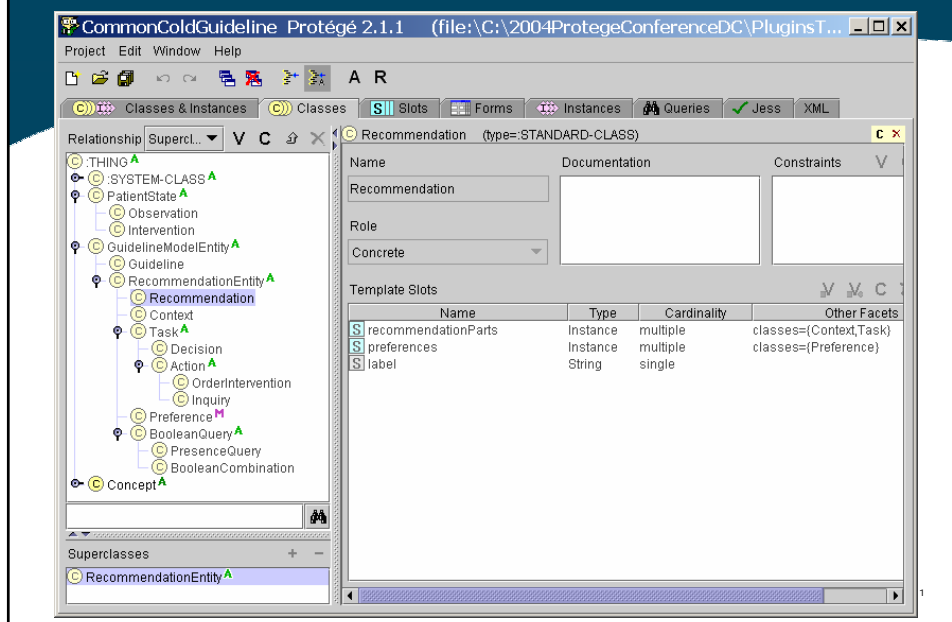 CommonColdGuideline Protégé 2.1.1 (file:\C:\2004ProtegeConferenceDC\PluginsT...
Project Edit Window Help
A R
Classes & Instances Classes Slots Forms Instances Queries Jess XML
Relationship Supercl... V C
Recommendation (type=:STANDARD-CLASS) C ×
:THING A
:SYSTEM-CLASS A
PatientState A
Observation
Intervention
GuidelineModelEntity A
Guideline
RecommendationEntity A
Recommendation
Context
Task A
Decision
Action A
OrderIntervention
Inquiry
Preference M
BooleanQuery A
PresenceQuery
BooleanCombination
Concept A
Superclasses + −
RecommendationEntity A
Name Documentation Constraints V
Recommendation
Role
Concrete
Template Slots V V C
Name Type Cardinality Other Facets
S recommendationParts Instance multiple classes={Context,Task}
S preferences Instance multiple classes={Preference}
S label String single
1